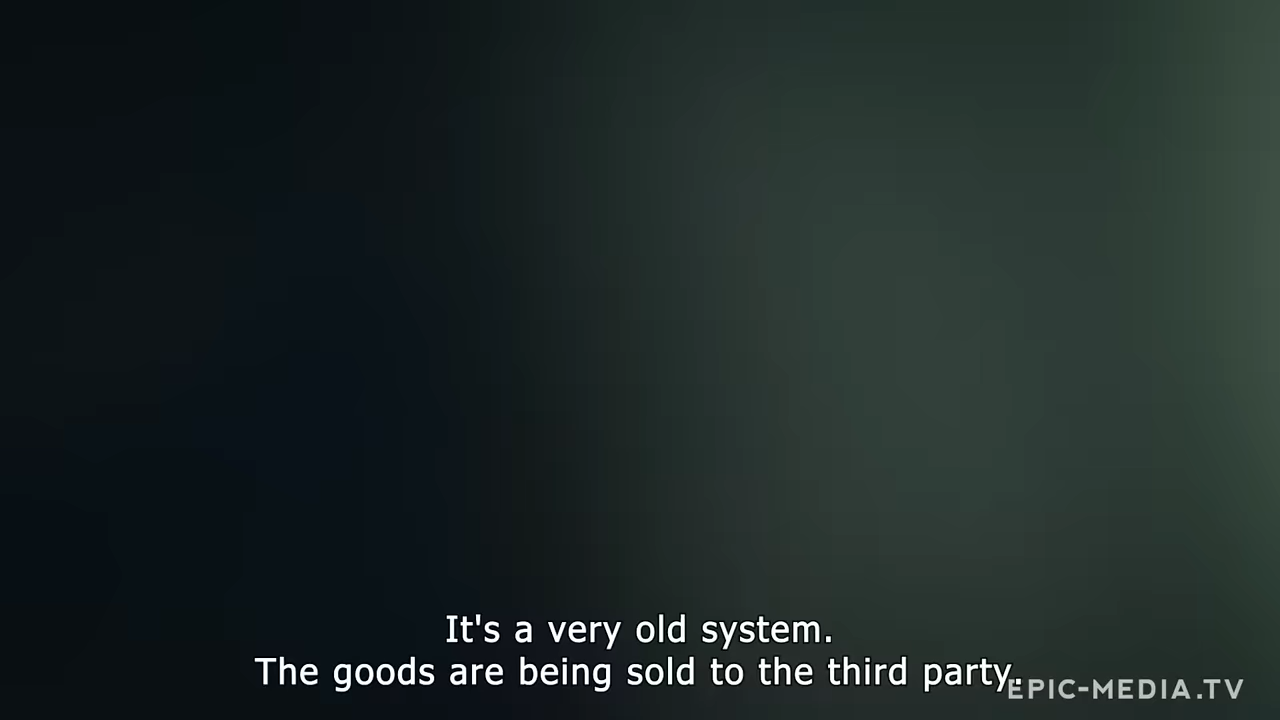 It's a very old system.
The goods are being sold to the third party.
EPIC-MEDIA.TV